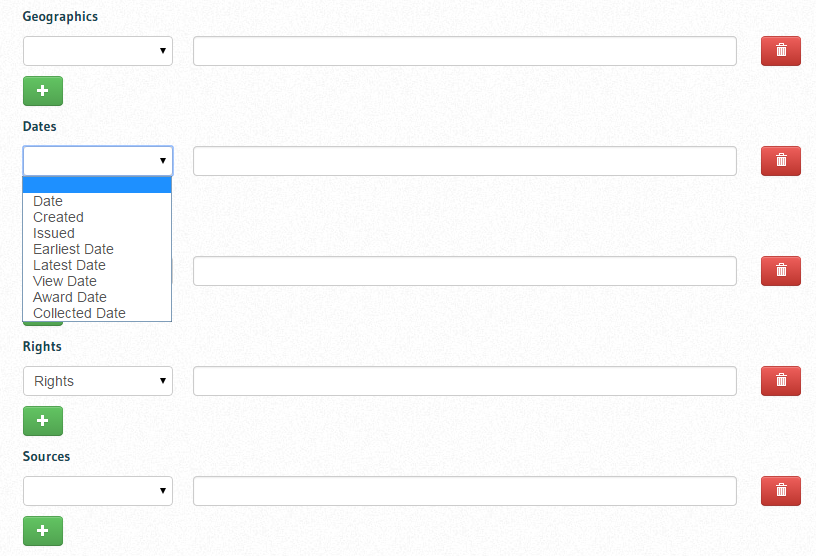 Geographics
Dates
Date
Created
Issued
Earliest Date
Latest Date
View Date
Award Date
Collected Date
Rights
Rights
Sources